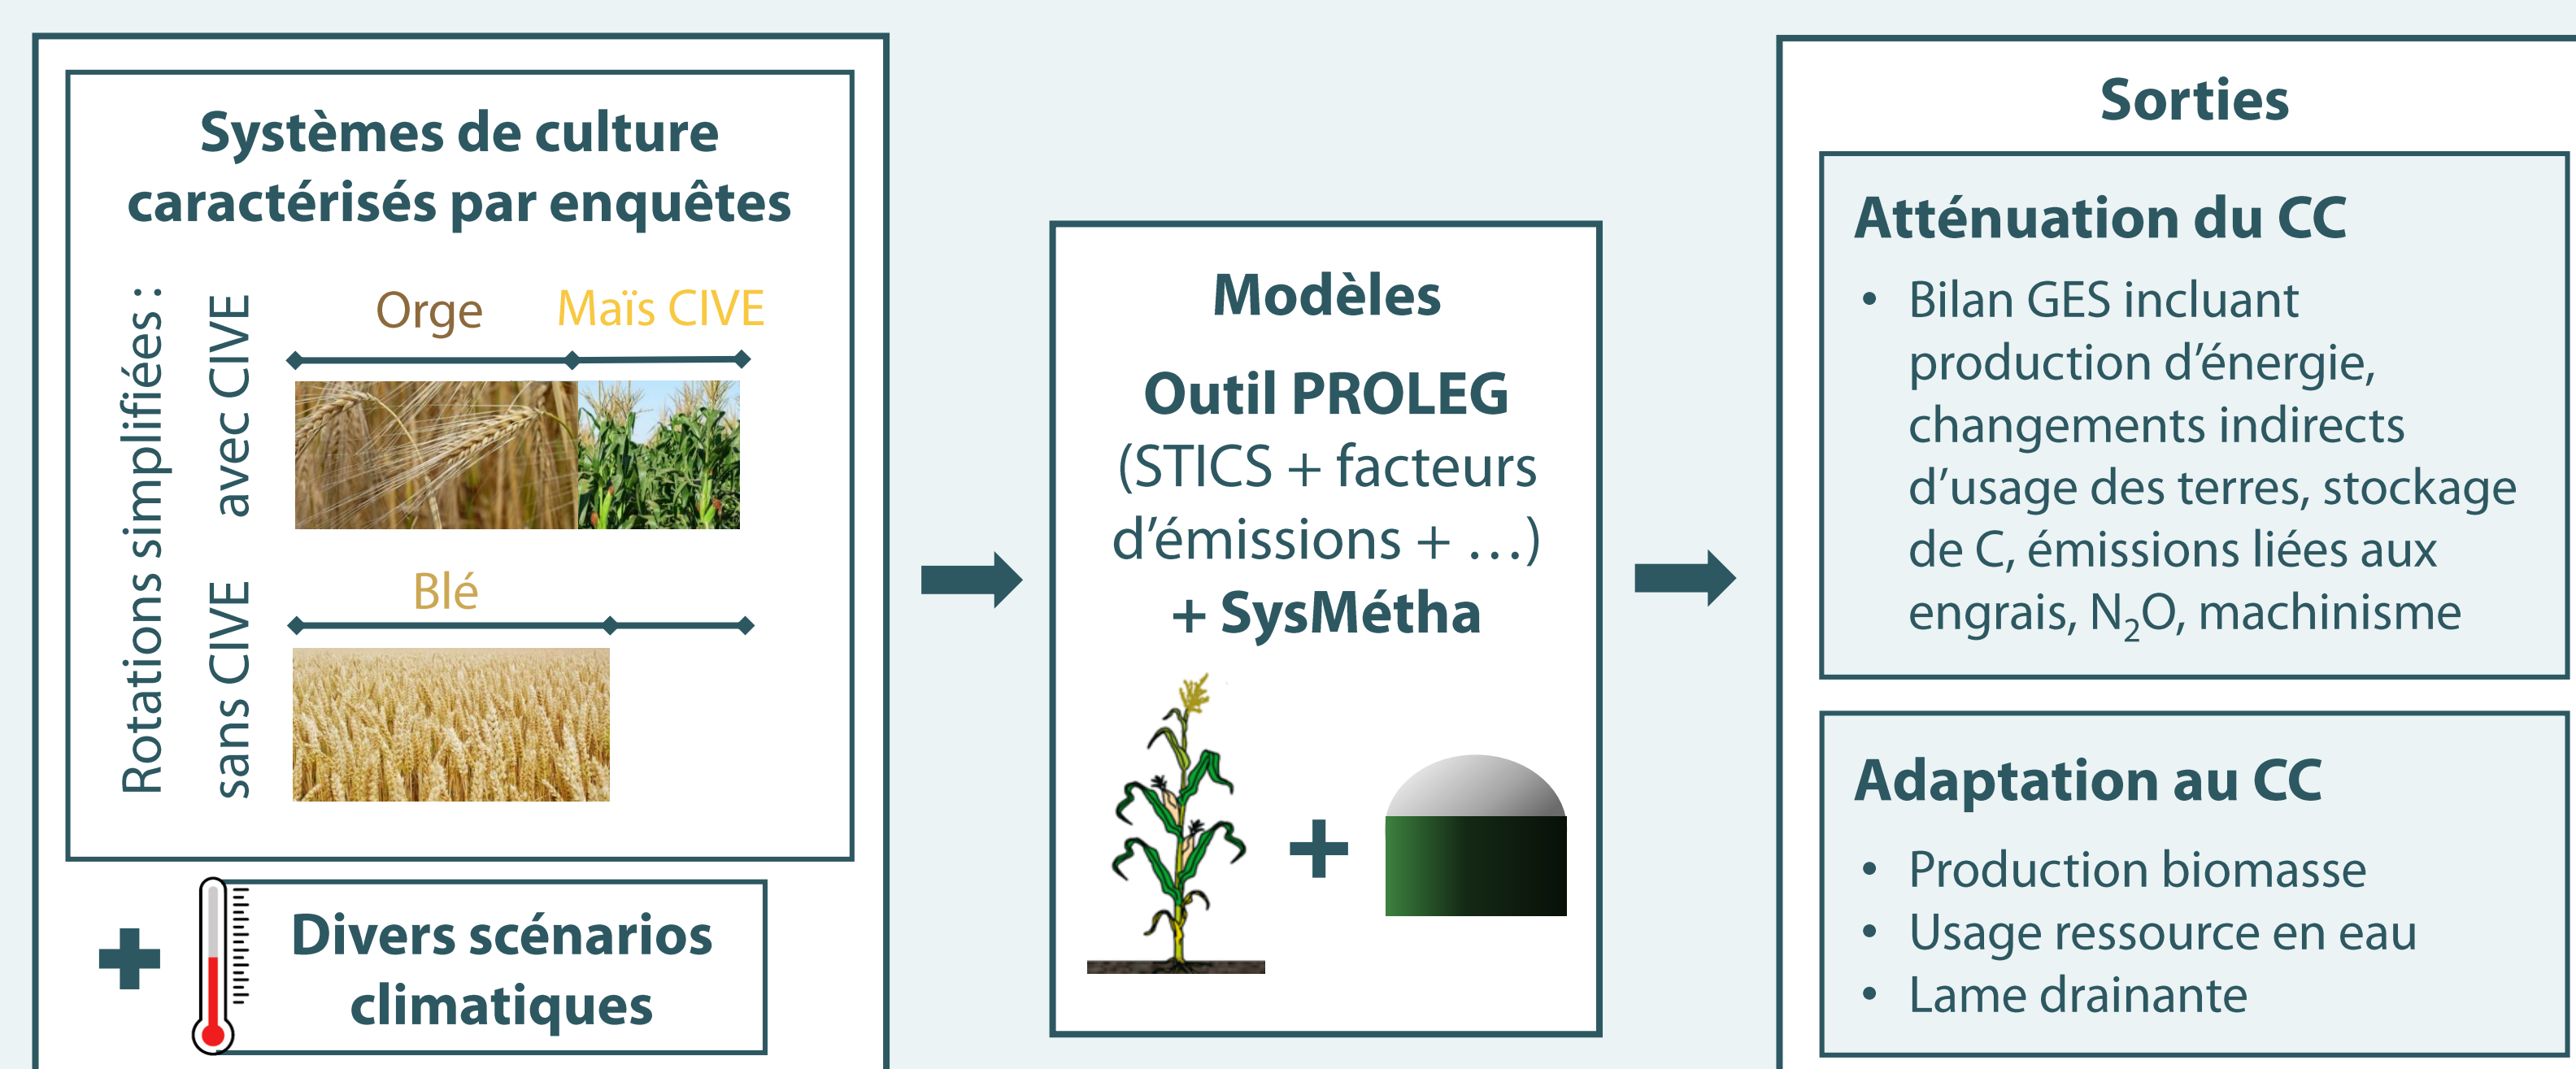 Systèmes de culture
caractérisés par enquêtes
Rotations simplifiées :
avec CIVE
Orge
Maïs CIVE
sans CIVE
Blé
Divers scénarios
climatiques
Modèles
Outil PROLEG
(STICS + facteurs
d’émissions + …)
+ SysMétha
Sorties
Atténuation du CC
• Bilan GES incluant
production d’énergie,
changements indirects
d’usage des terres, stockage
de C, émissions liées aux
engrais, N₂O, machinisme
Adaptation au CC
• Production biomasse
• Usage ressource en eau
• Lame drainante